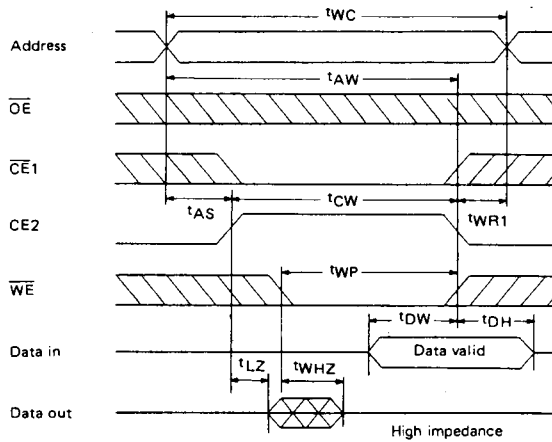 tWC
Address
tAW
OE
CE1
tAS
tCW
tWR1
CE2
tWP
WE
tDW
tDH
Data in
Data valid
tLZ
tWHZ
Data out
High impedance